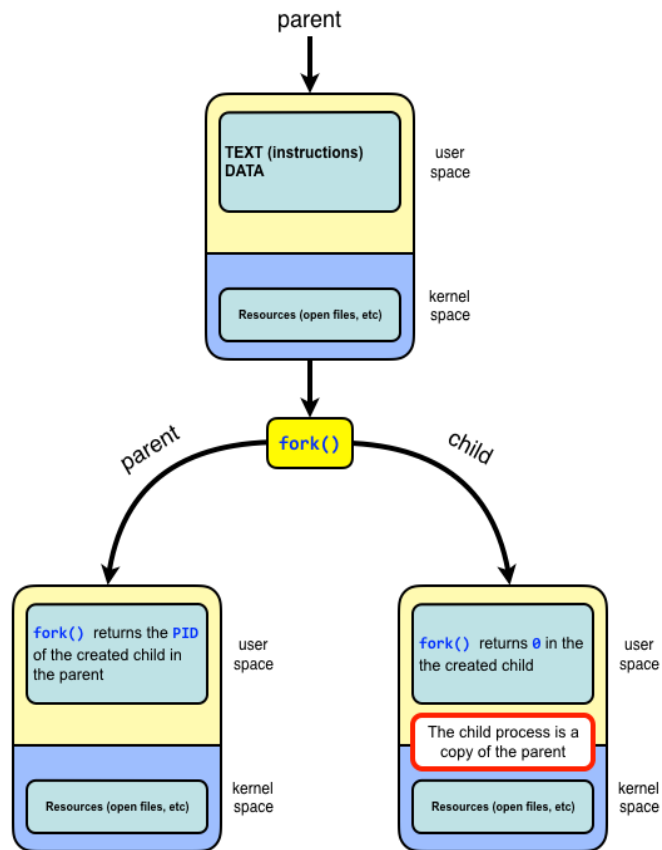 parent
TEXT (instructions)
DATA
user
space
Resources (open files, etc)
kernel
space
fork()
parent
child
fork() returns the PID
of the created child in
the parent
user
space
Resources (open files, etc)
kernel
space
fork() returns 0 in the
the created child
user
space
The child process is a
copy of the parent
Resources (open files, etc)
kernel
space